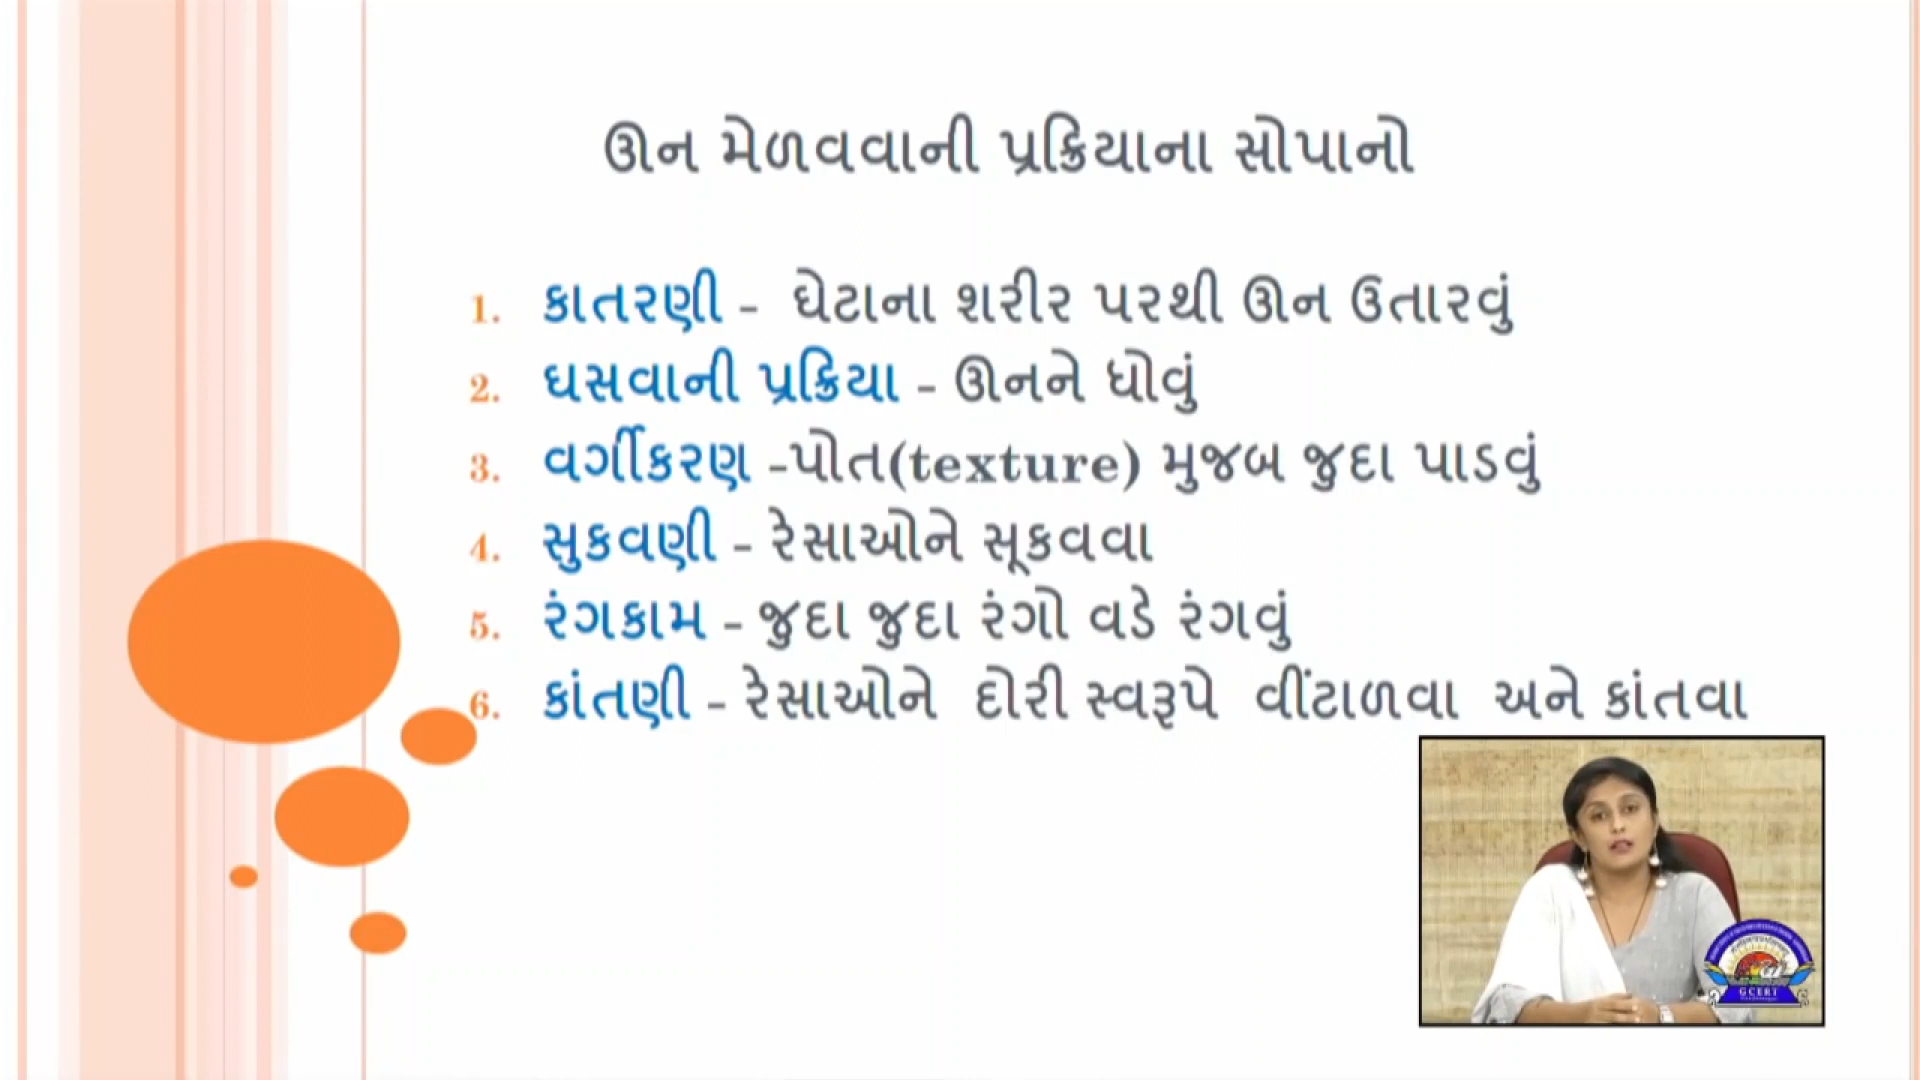 ઊન મેળવવાની પ્રક્રિયાના સોપાનો
1. કાતરણી - ઘેટાના શરીર પરથી ઊન ઉતારવું
2. ઘસવાની પ્રક્રિયા - ઊનને ધોવું
3. વર્ગીકરણ -પોત(texture) મુજબ જુદા પાડવું
4. સુકવણી - રેસાઓને સૂકવવા
5. રંગકામ - જુદા જુદા રંગો વડે રંગવું
6. કાંતણી - રેસાઓને દોરી સ્વરૂપે વીંટાળવા અને કાંતવા
GCERT